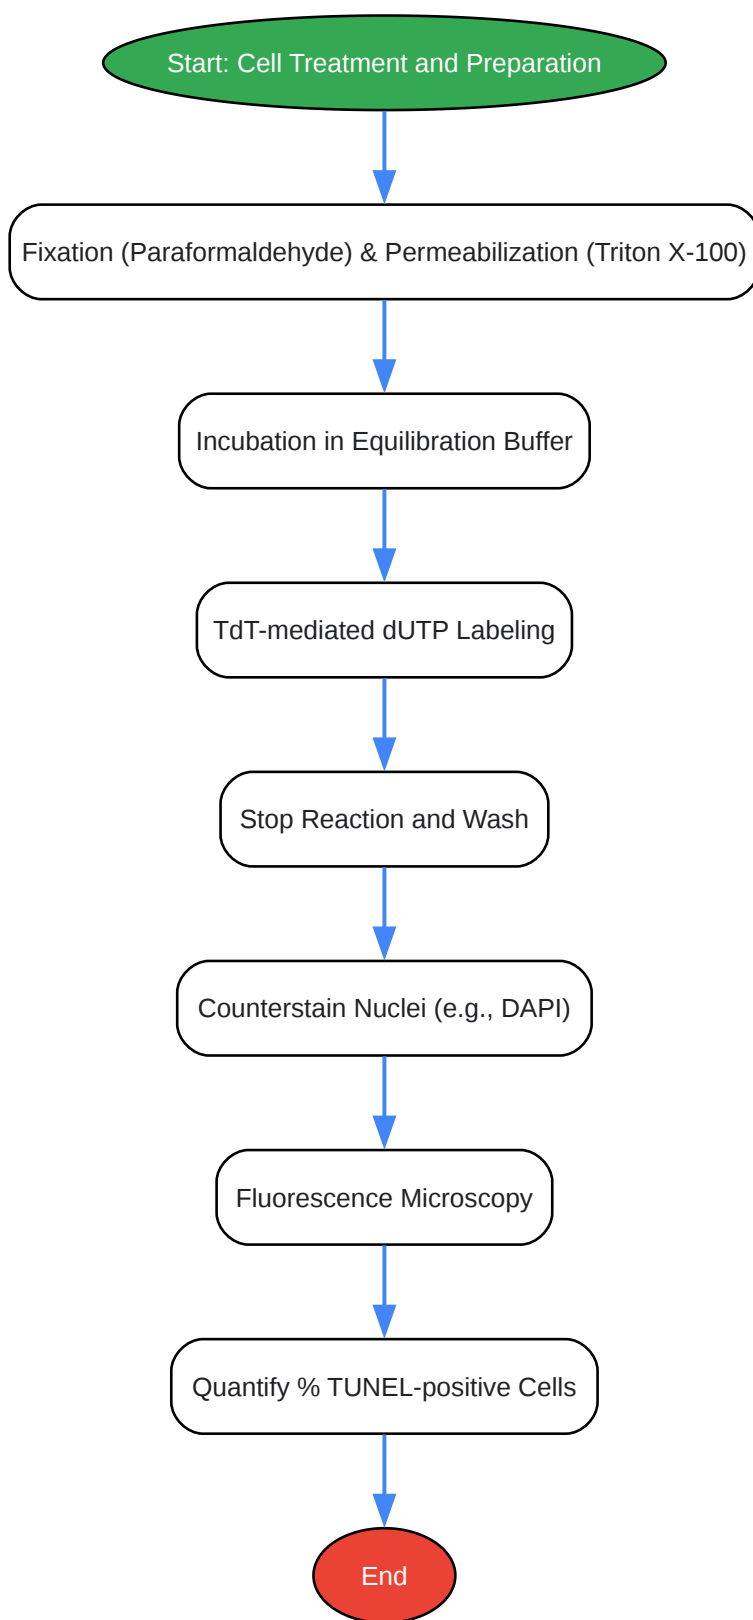 Start: Cell Treatment and Preparation
Fixation (Paraformaldehyde) & Permeabilization (Triton X-100)
Incubation in Equilibration Buffer
TdT-mediated dUTP Labeling
Stop Reaction and Wash
Counterstain Nuclei (e.g., DAPI)
Fluorescence Microscopy
Quantify % TUNEL-positive Cells
End